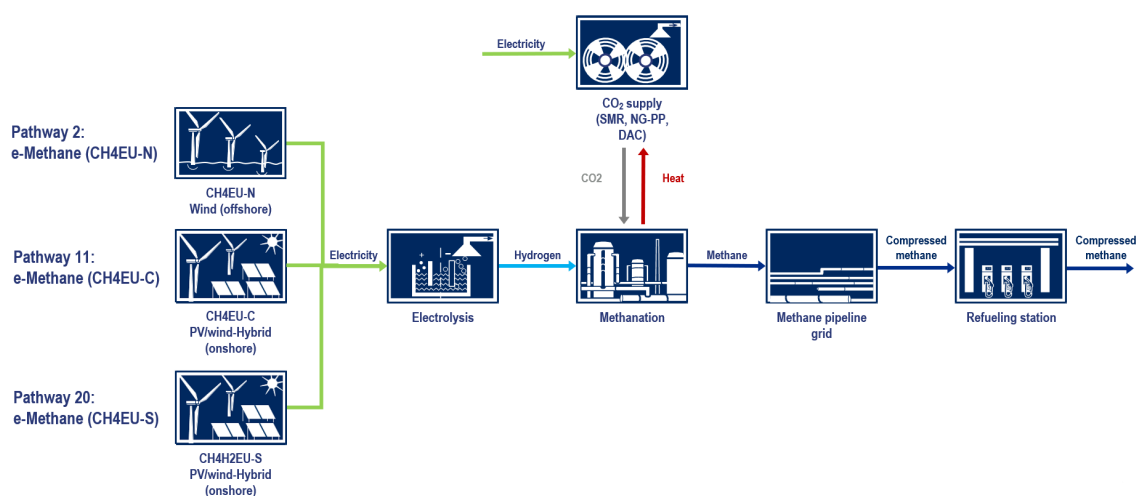 Electricity
CO2 supply
(SMR, NG-PP,
DAC)
Pathway 2:
e-Methane (CH4EU-N)
CO2
Heat
CH4EU-N
Wind (offshore)
Pathway 11:
e-Methane (CH4EU-C)
Electricity
Hydrogen
Methane
Compressed
methane
Compressed
methane
CH4EU-C
PV/wind-Hybrid
(onshore)
Electrolysis
Methanation
Methane pipeline
grid
Refueling station
Pathway 20:
e-Methane (CH4EU-S)
CH4H2EU-S
PV/wind-Hybrid
(onshore)